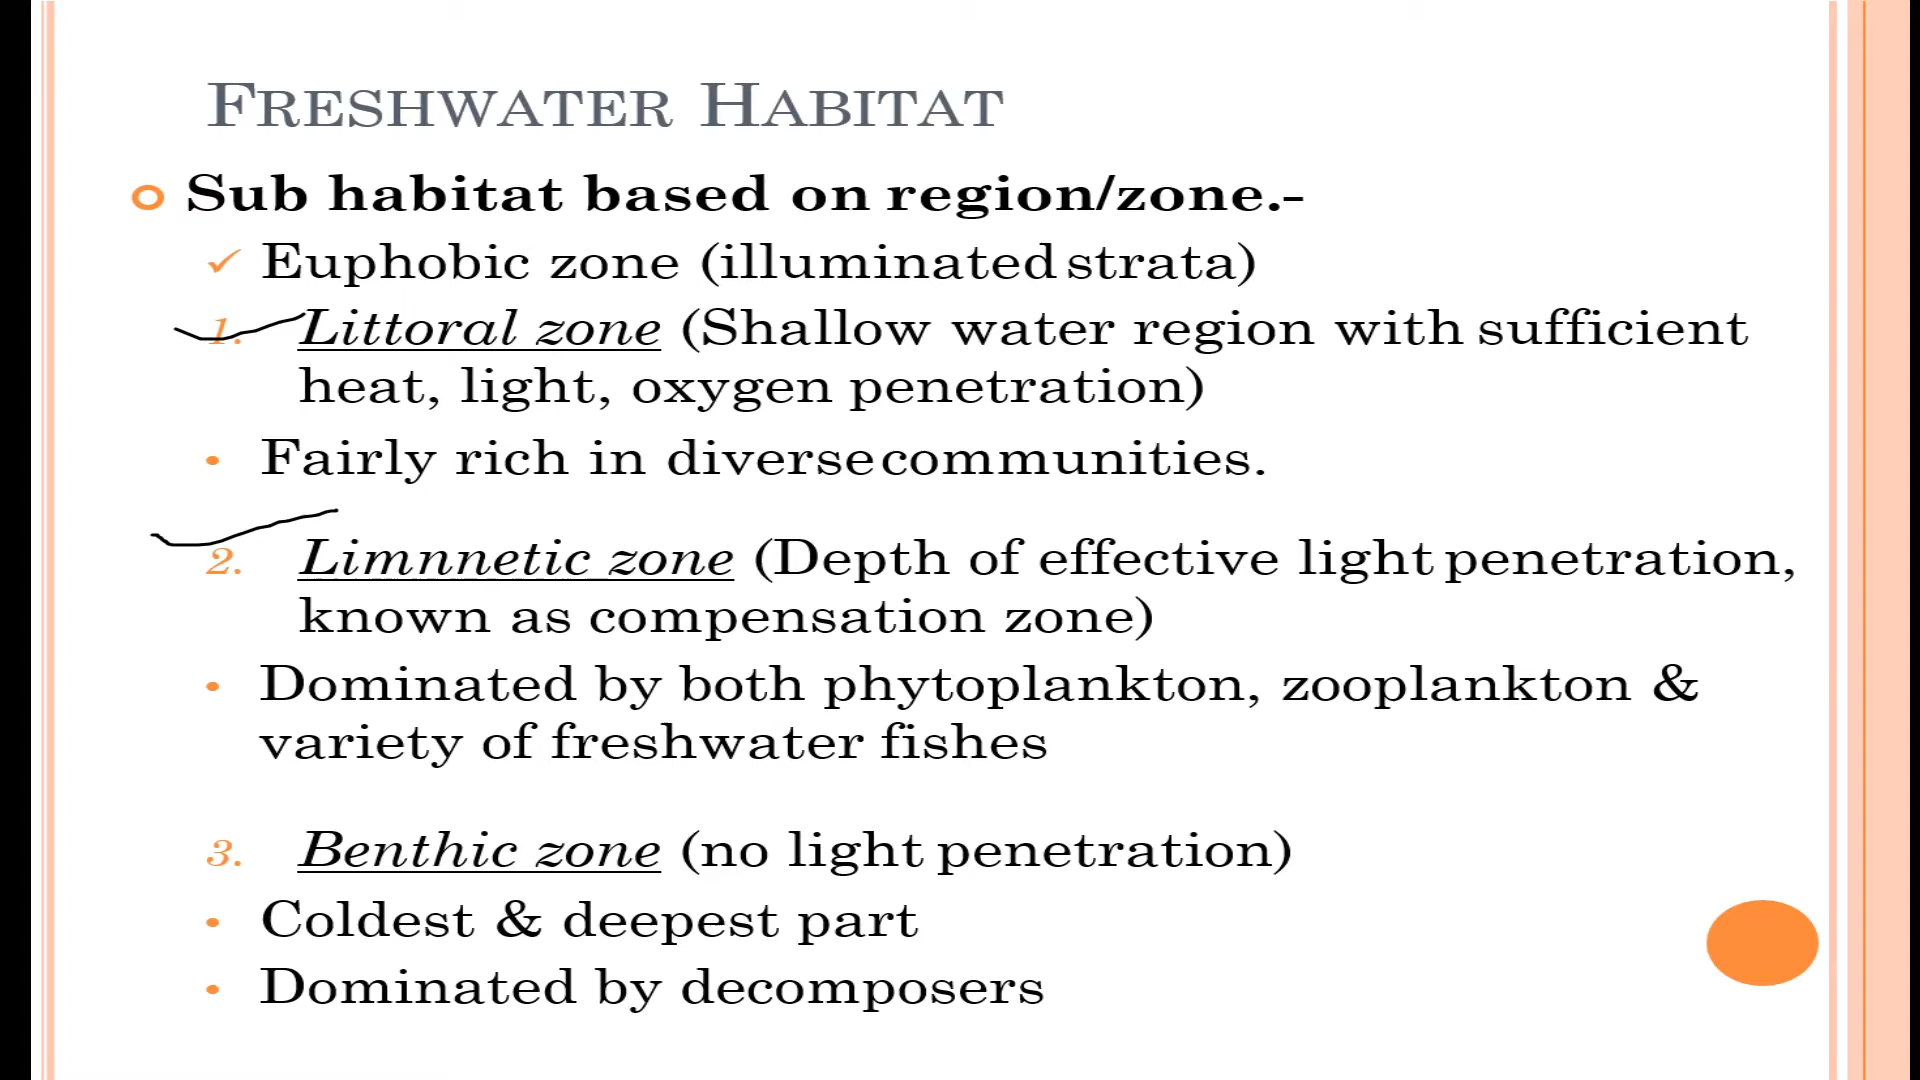 FRESHWATER HABITAT
Sub habitat based on region/zone.-
✓ Euphobic zone (illuminated strata)
1. Littoral zone (Shallow water region with sufficient
heat, light, oxygen penetration)
• Fairly rich in diverse communities.
2. Limnnetic zone (Depth of effective light penetration,
known as compensation zone)
• Dominated by both phytoplankton, zooplankton &
variety of freshwater fishes
3. Benthic zone (no light penetration)
• Coldest & deepest part
• Dominated by decomposers